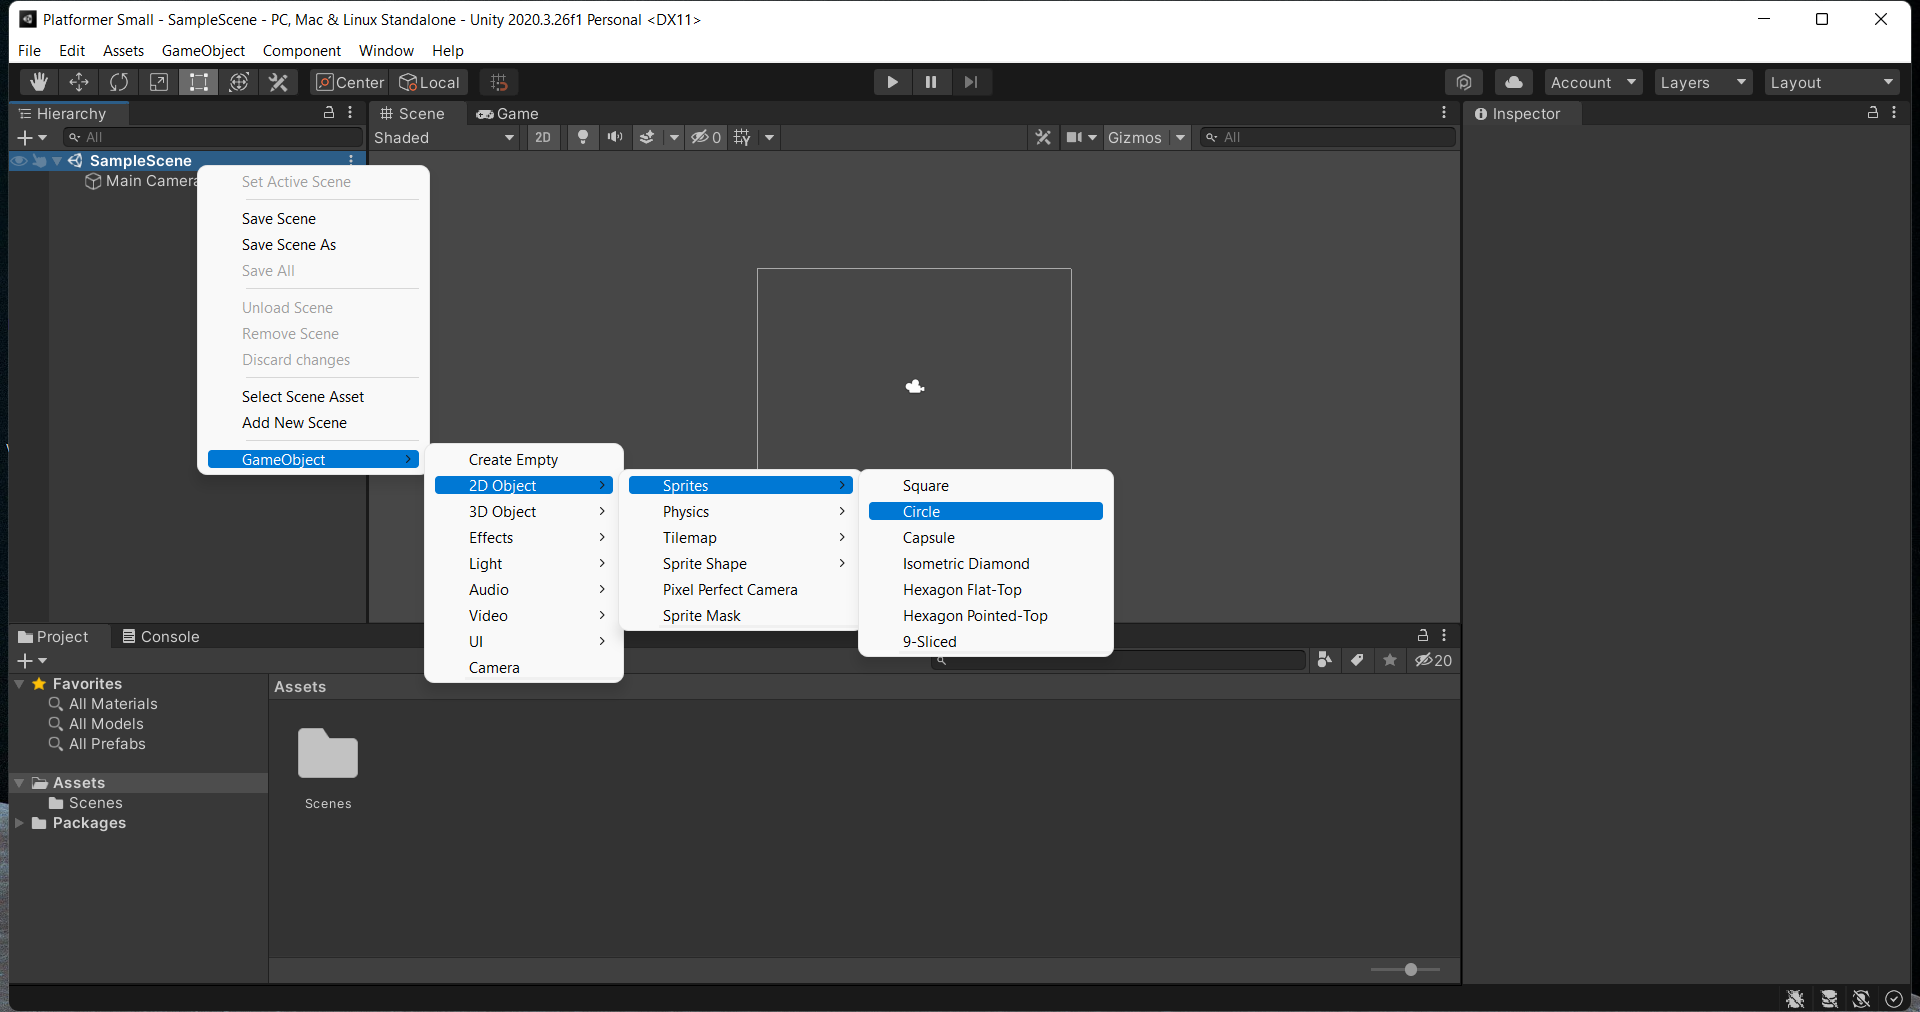 Platformer Small - SampleScene - PC, Mac & Linux Standalone - Unity 2020.3.26f1 Personal <DX11>
File Edit Assets GameObject Component Window Help
Center Local Account Layers Layout
Hierarchy Scene Game Inspector
All Shaded 2D 0 Gizmos All
SampleScene
Main Camera
Set Active Scene
Save Scene
Save Scene As
Save All
Unload Scene
Remove Scene
Discard changes
Select Scene Asset
Add New Scene
GameObject
Create Empty
2D Object
3D Object
Effects
Light
Audio
Video
UI
Camera
Sprites
Physics
Tilemap
Sprite Shape
Pixel Perfect Camera
Sprite Mask
Square
Circle
Capsule
Isometric Diamond
Hexagon Flat-Top
Hexagon Pointed-Top
9-Sliced
Project Console
20
Favorites
All Materials
All Models
All Prefabs
Assets
Scenes
Packages
Assets
Scenes